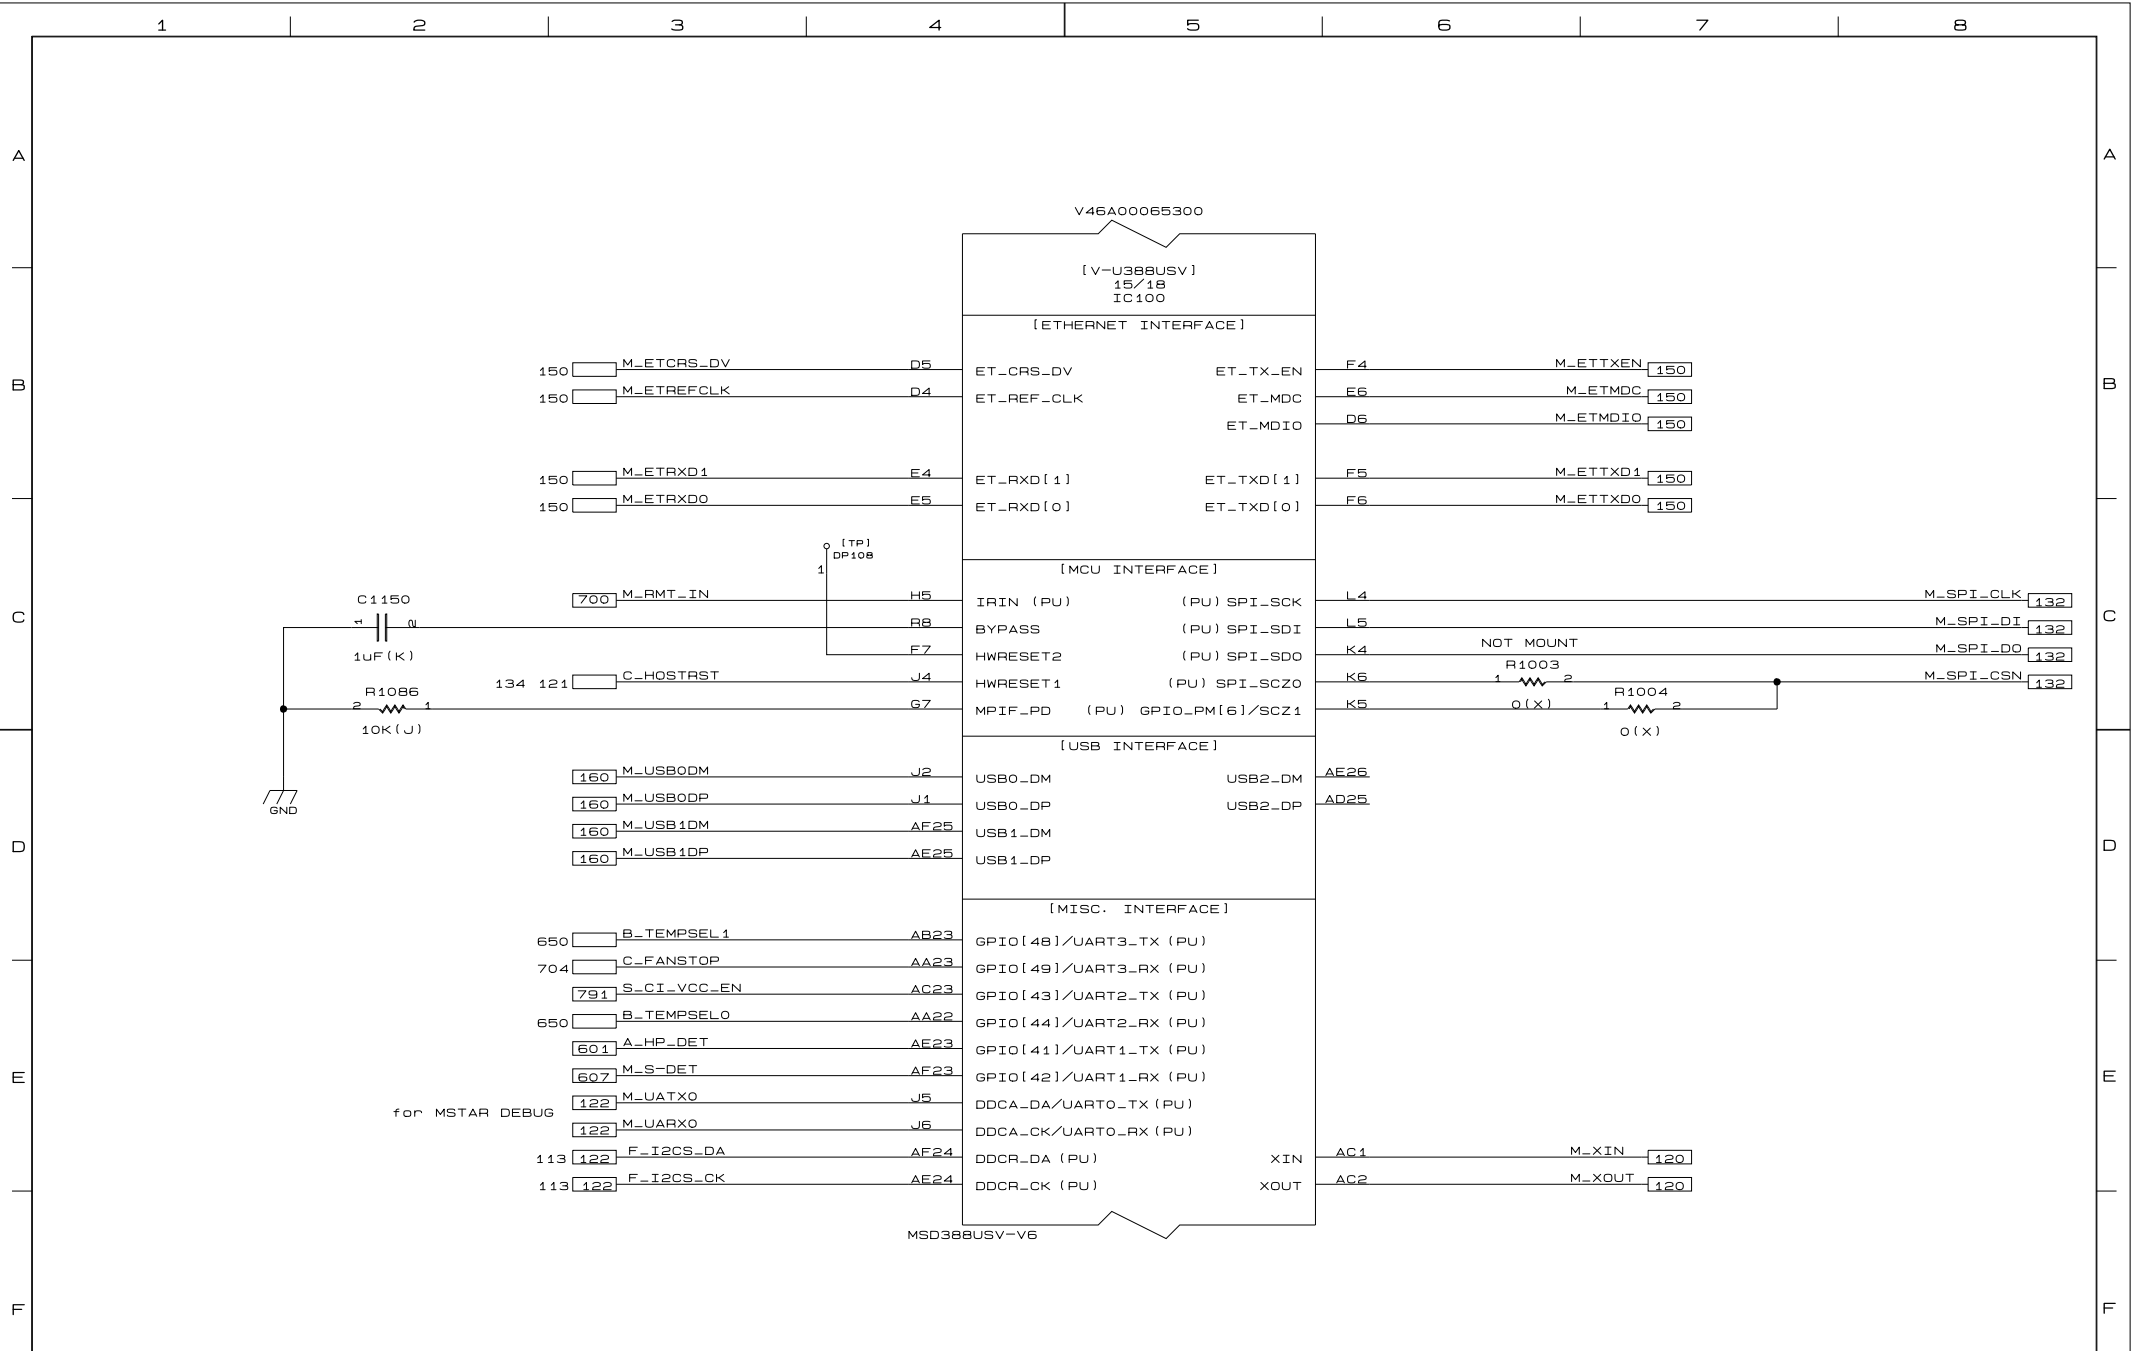 1 2 3 4 5 6 7 8
A A
V46A00065300
[V-U388USV]
15/18
IC100
[ETHERNET INTERFACE]
150 M_ETCRS_DV D5 ET_CRS_DV ET_TX_EN F4 M_ETTXEN 150
B B
150 M_ETREFCLK D4 ET_REF_CLK ET_MDC E6 M_ETMDC 150
ET_MDIO D6 M_ETMDIO 150
150 M_ETRXD1 E4 ET_RXD[1] ET_TXD[1] F5 M_ETTXD1 150
150 M_ETRXD0 E5 ET_RXD[0] ET_TXD[0] F6 M_ETTXD0 150
[TP]
DP108
1
[MCU INTERFACE]
700 M_RMT_IN H5 IRIN (PU) (PU) SPI_SCK L4 M_SPI_CLK 132
C C
C1150
1 2
1uF(K)
R8 BYPASS (PU) SPI_SDI L5 M_SPI_DI 132
NOT MOUNT
F7 HWRESET2 (PU) SPI_SDO K4 M_SPI_DO 132
134 121 C_HOSTRST J4 HWRESET1 (PU) SPI_SCZ0 K6 1 R1003 2 M_SPI_CSN 132
0(X)
R1086
2 1
10K(J)
G7 MPIF_PD (PU) GPIO_PM[6]/SCZ1 K5 1 R1004 2
0(X)
[USB INTERFACE]
160 M_USB0DM J2 USB0_DM USB2_DM AE26
160 M_USB0DP J1 USB0_DP USB2_DP AD25
GND
160 M_USB1DM AF25 USB1_DM
D D
160 M_USB1DP AE25 USB1_DP
[MISC. INTERFACE]
650 B_TEMPSEL1 AB23 GPIO[48]/UART3_TX (PU)
704 C_FANSTOP AA23 GPIO[49]/UART3_RX (PU)
791 S_CI_VCC_EN AC23 GPIO[43]/UART2_TX (PU)
650 B_TEMPSEL0 AA22 GPIO[44]/UART2_RX (PU)
601 A_HP_DET AE23 GPIO[41]/UART1_TX (PU)
E E
607 M_S-DET AF23 GPIO[42]/UART1_RX (PU)
for MSTAR DEBUG
122 M_UATX0 J5 DDCA_DA/UART0_TX (PU)
122 M_UARX0 J6 DDCA_CK/UART0_RX (PU)
113 122 F_I2CS_DA AF24 DDCR_DA (PU) XIN AC1 M_XIN 120
113 122 F_I2CS_CK AE24 DDCR_CK (PU) XOUT AC2 M_XOUT 120
MSD388USV-V6
F F